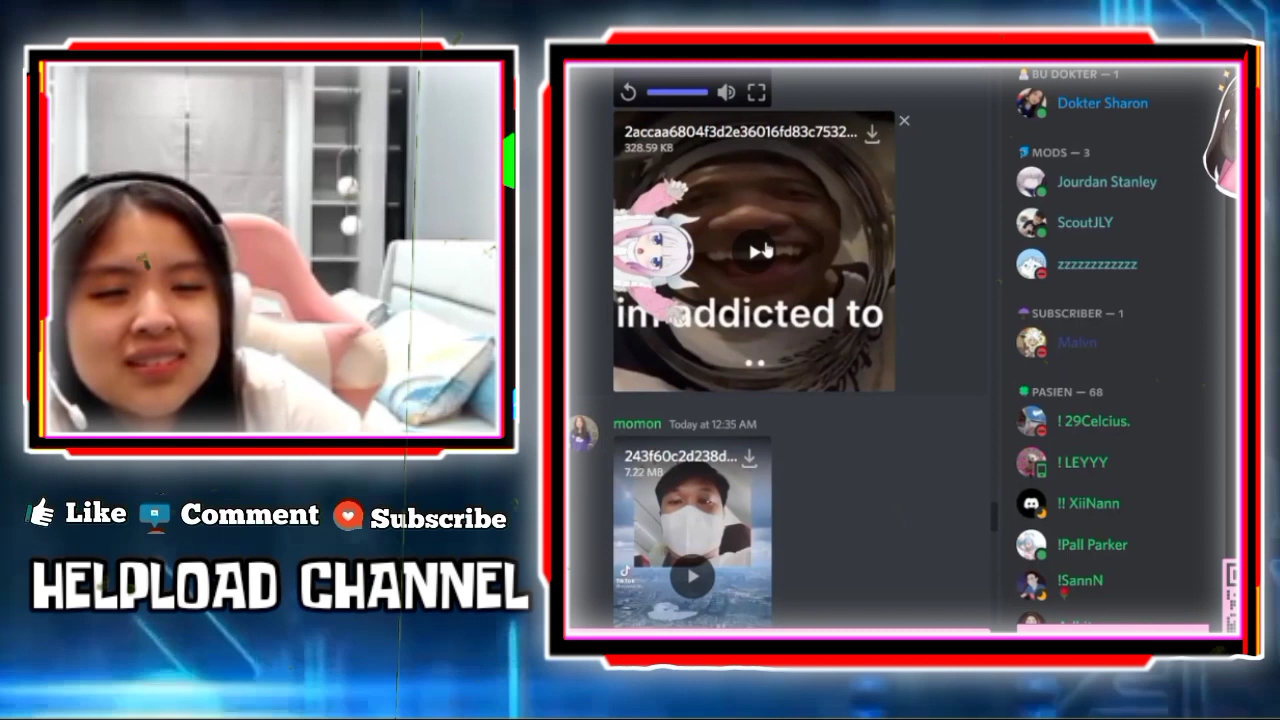 Like
Comment
Subscribe
HELPLOAD CHANNEL
2accaa6804f3d2e36016fd83c7532...
328.59 KB
im addicted to
momon Today at 12:35 AM
243f60c2d238d...
7.22 MB
TikTok
BU DOKTER — 1
Dokter Sharon
MODS — 3
Jourdan Stanley
ScoutJLY
zzzzzzzzzzzz
SUBSCRIBER — 1
Malvn
PASIEN — 68
! 29Celcius.
! LEYYY
!! XiiNann
!Pall Parker
!SannN